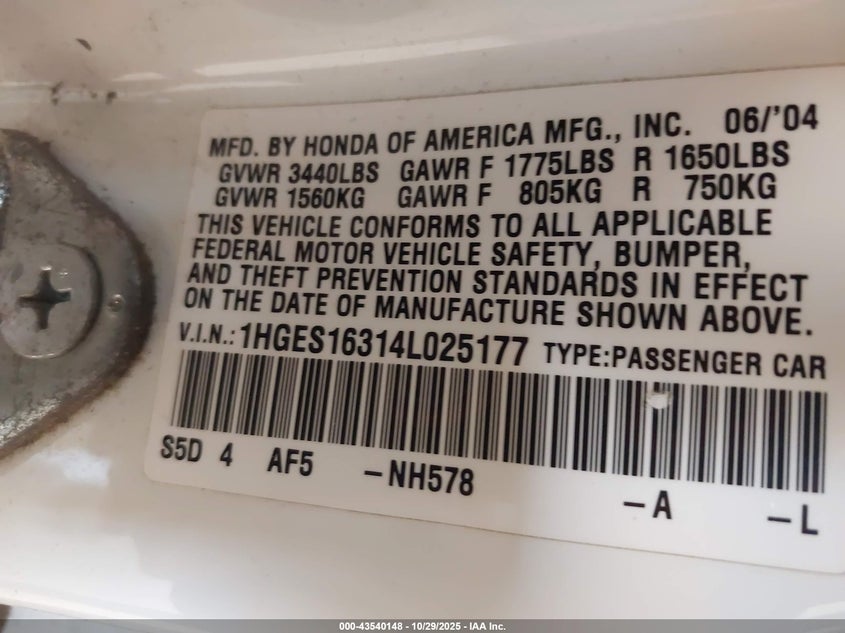 MFD. BY HONDA OF AMERICA MFG., INC. 06/'04
GVWR 3440LBS GAWR F 1775LBS R 1650LBS
GVWR 1560KG GAWR F 805KG R 750KG
THIS VEHICLE CONFORMS TO ALL APPLICABLE
FEDERAL MOTOR VEHICLE SAFETY, BUMPER,
AND THEFT PREVENTION STANDARDS IN EFFECT
ON THE DATE OF MANUFACTURE SHOWN ABOVE.
V.I.N.: 1HGES16314L025177 TYPE:PASSENGER CAR
S5D 4 AF5 -NH578 -A -L
000-43540148 - 10/29/2025 - IAA Inc.